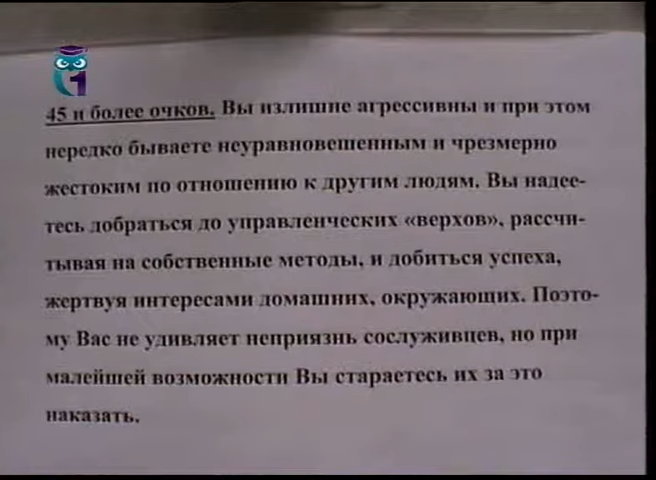 1
45 и более очков. Вы излишне агрессивны и при этом
нередко бываете неуравновешенным и чрезмерно
жестоким по отношению к другим людям. Вы надее-
тесь добраться до управленческих «верхов», рассчи-
тывая на собственные методы, и добиться успеха,
жертвуя интересами домашних, окружающих. Поэто-
му Вас не удивляет неприязнь сослуживцев, но при
малейшей возможности Вы стараетесь их за это
наказать.